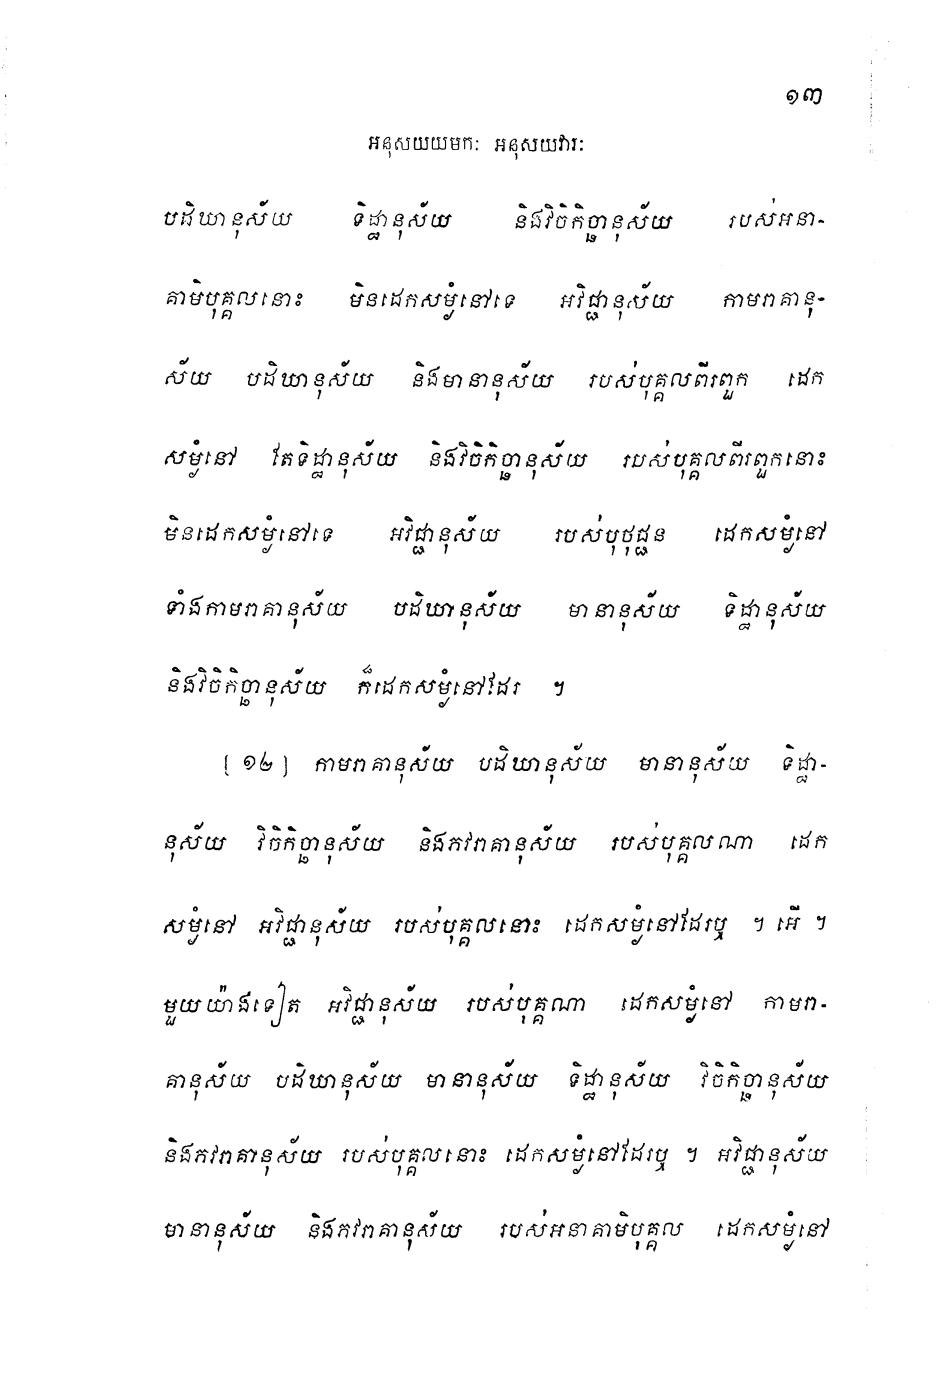 ១៣
អនុសយយមកៈ អនុសយវារៈ
បដិឃានុស័យ ទិដ្ឋានុស័យ និងវិចិកិច្ឆានុស័យ របស់អនា-
គាមិបុគ្គលនោះ មិនដេកសម្ងំនៅទេ អវិជ្ជានុស័យ កាមរាគានុ-
ស័យ បដិឃានុស័យ និងមានានុស័យ របស់បុគ្គលពីរពួក ដេក
សម្ងំនៅ តែទិដ្ឋានុស័យ និងវិចិកិច្ឆានុស័យ របស់បុគ្គលពីរពួកនោះ
មិនដេកសម្ងំនៅទេ អវិជ្ជានុស័យ របស់បុថុជ្ជន ដេកសម្ងំនៅ
ទាំងកាមរាគានុស័យ បដិឃានុស័យ មានានុស័យ ទិដ្ឋានុស័យ
និងវិចិកិច្ឆានុស័យ ក៏ដេកសម្ងំនៅដែរ ។
[ ១២ ] កាមរាគានុស័យ បដិឃានុស័យ មានានុស័យ ទិដ្ឋា-
នុស័យ វិចិកិច្ឆានុស័យ និងភវរាគានុស័យ របស់បុគ្គលណា ដេក
សម្ងំនៅ អវិជ្ជានុស័យ របស់បុគ្គលនោះ ដេកសម្ងំនៅដែរឬ ។ អើ ។
មួយយ៉ាងទៀត អវិជ្ជានុស័យ របស់បុគ្គណា ដេកសម្ងំនៅ កាមរា-
គានុស័យ បដិឃានុស័យ មានានុស័យ ទិដ្ឋានុស័យ វិចិកិច្ឆានុស័យ
និងភវរាគានុស័យ របស់បុគ្គលនោះ ដេកសម្ងំនៅដែរឬ ។ អវិជ្ជានុស័យ
មានានុស័យ និងភវរាគានុស័យ របស់អនាគាមិបុគ្គល ដេកសម្ងំនៅ